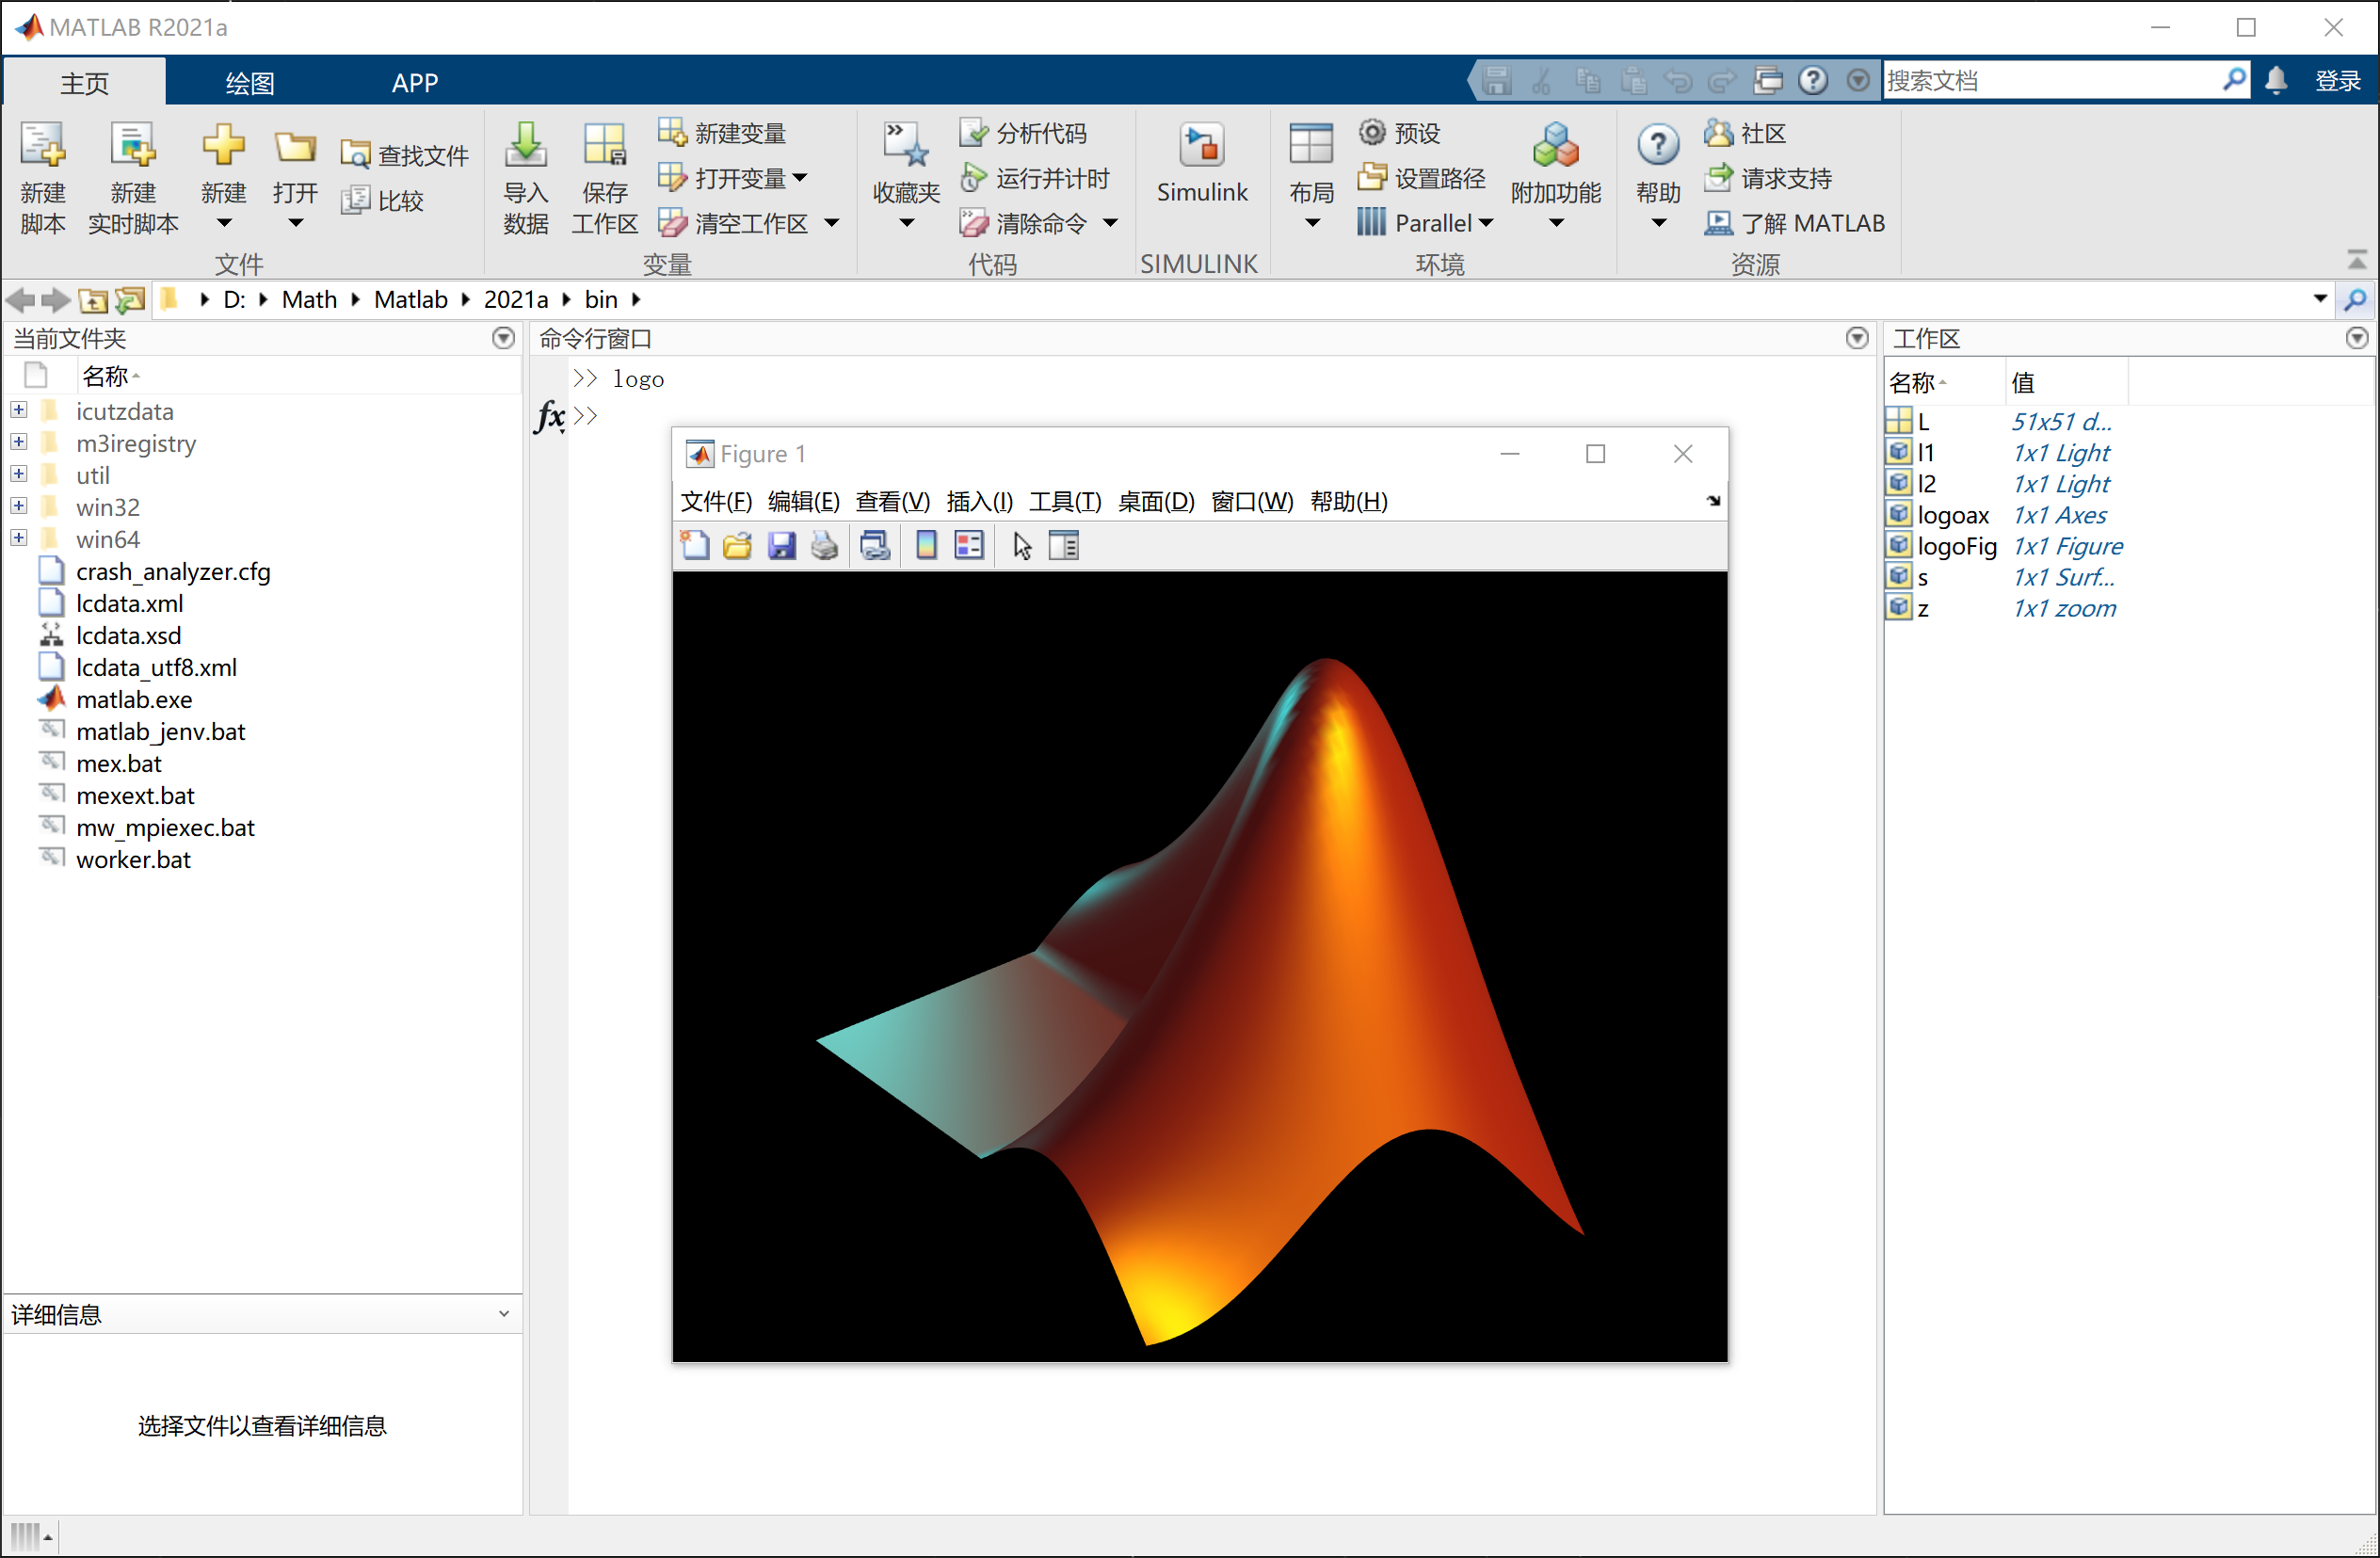 MATLAB R2021a
主页 绘图 APP 搜索文档 登录
新建 脚本
新建 实时脚本
新建
打开
查找文件
比较
文件
导入 数据
保存 工作区
新建变量
打开变量
清空工作区
变量
收藏夹
分析代码
运行并计时
清除命令
代码
Simulink
SIMULINK
布局
预设
设置路径
Parallel
附加功能
环境
帮助
社区
请求支持
了解 MATLAB
资源
D: Math Matlab 2021a bin
当前文件夹
名称
icutzdata
m3iregistry
util
win32
win64
crash_analyzer.cfg
lcdata.xml
lcdata.xsd
lcdata_utf8.xml
matlab.exe
matlab_jenv.bat
mex.bat
mexext.bat
mw_mpiexec.bat
worker.bat
详细信息
选择文件以查看详细信息
命令行窗口
>> logo
fx >>
Figure 1
文件(F) 编辑(E) 查看(V) 插入(I) 工具(T) 桌面(D) 窗口(W) 帮助(H)
工作区
名称 值
L 51x51 d...
l1 1x1 Light
l2 1x1 Light
logoax 1x1 Axes
logoFig 1x1 Figure
s 1x1 Surf...
z 1x1 zoom